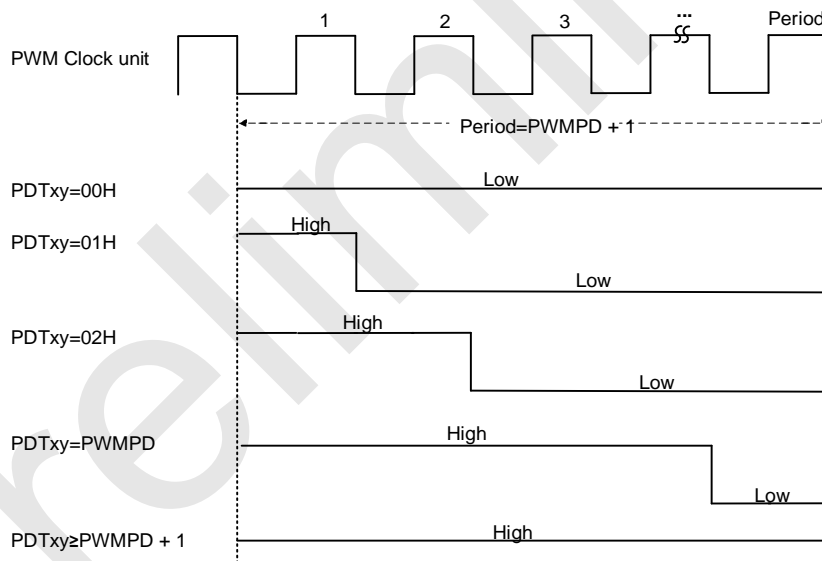 1 2 3 ... Period
PWM Clock unit
Period=PWMPD + 1
PDTxy=00H
Low
PDTxy=01H
High
Low
PDTxy=02H
High
Low
PDTxy=PWMPD
High
Low
PDTxy≥PWMPD + 1
High
relimi